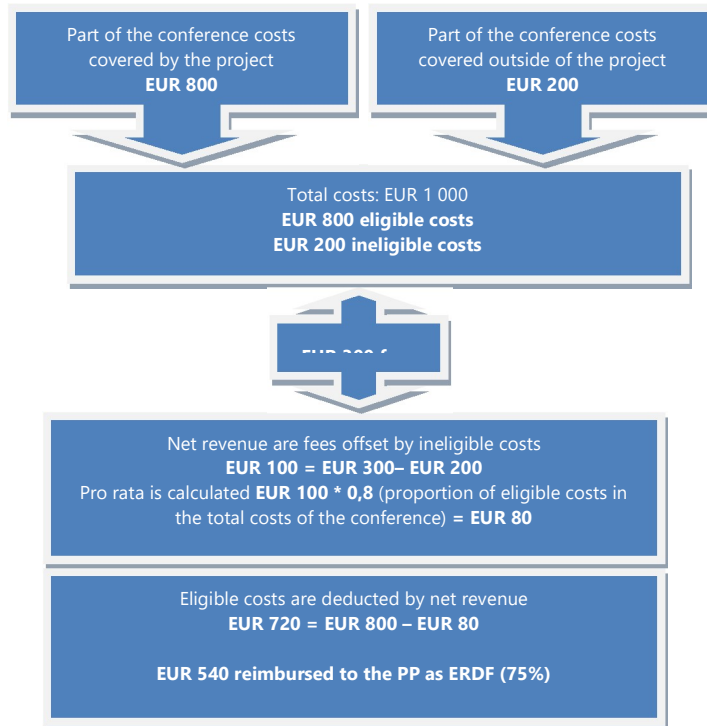 Part of the conference costs
covered by the project
EUR 800
Part of the conference costs
covered outside of the project
EUR 200
Total costs: EUR 1 000
EUR 800 eligible costs
EUR 200 ineligible costs
EUR
Net revenue are fees offset by ineligible costs
EUR 100 = EUR 300– EUR 200
Pro rata is calculated EUR 100 * 0,8 (proportion of eligible costs in
the total costs of the conference) = EUR 80
Eligible costs are deducted by net revenue
EUR 720 = EUR 800 – EUR 80
EUR 540 reimbursed to the PP as ERDF (75%)